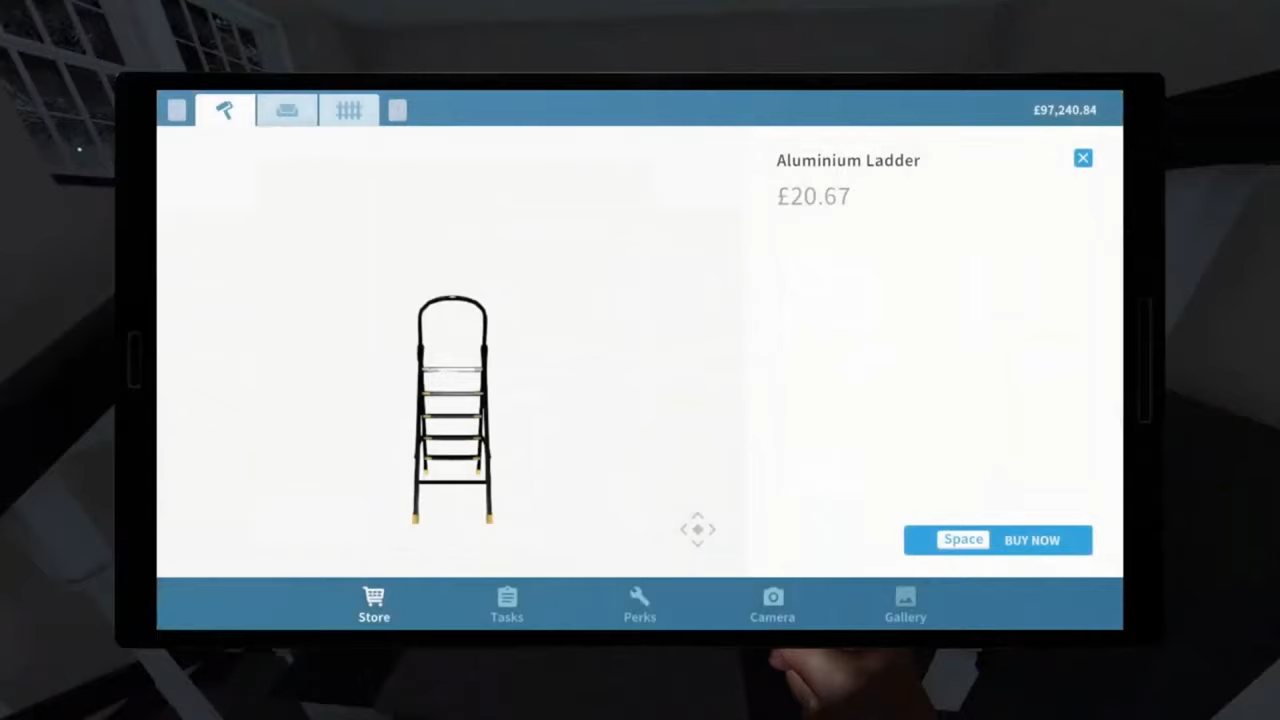 £97,240.84
Aluminium Ladder
£20.67
Space BUY NOW
Store Tasks Perks Camera Gallery